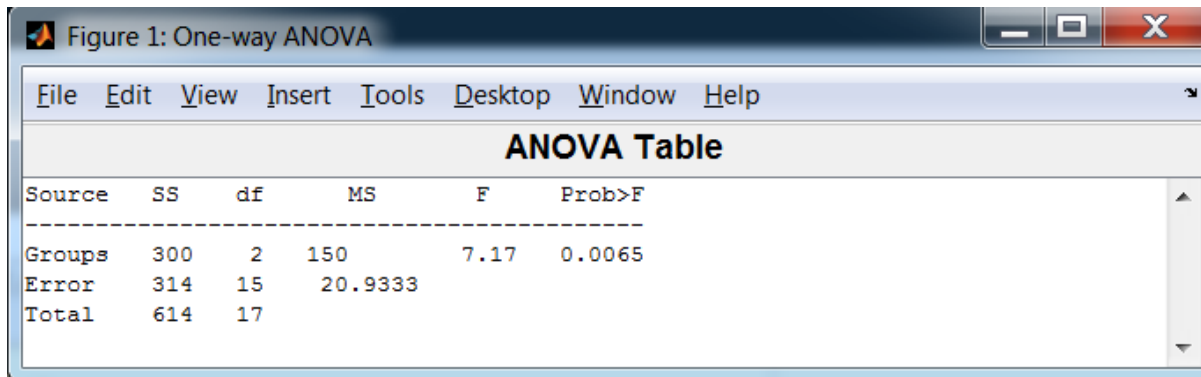 Figure 1: One-way ANOVA
File Edit View Insert Tools Desktop Window Help
ANOVA Table
Source SS df MS F Prob>F
---------------------------------------------
Groups 300 2 150 7.17 0.0065
Error 314 15 20.9333
Total 614 17